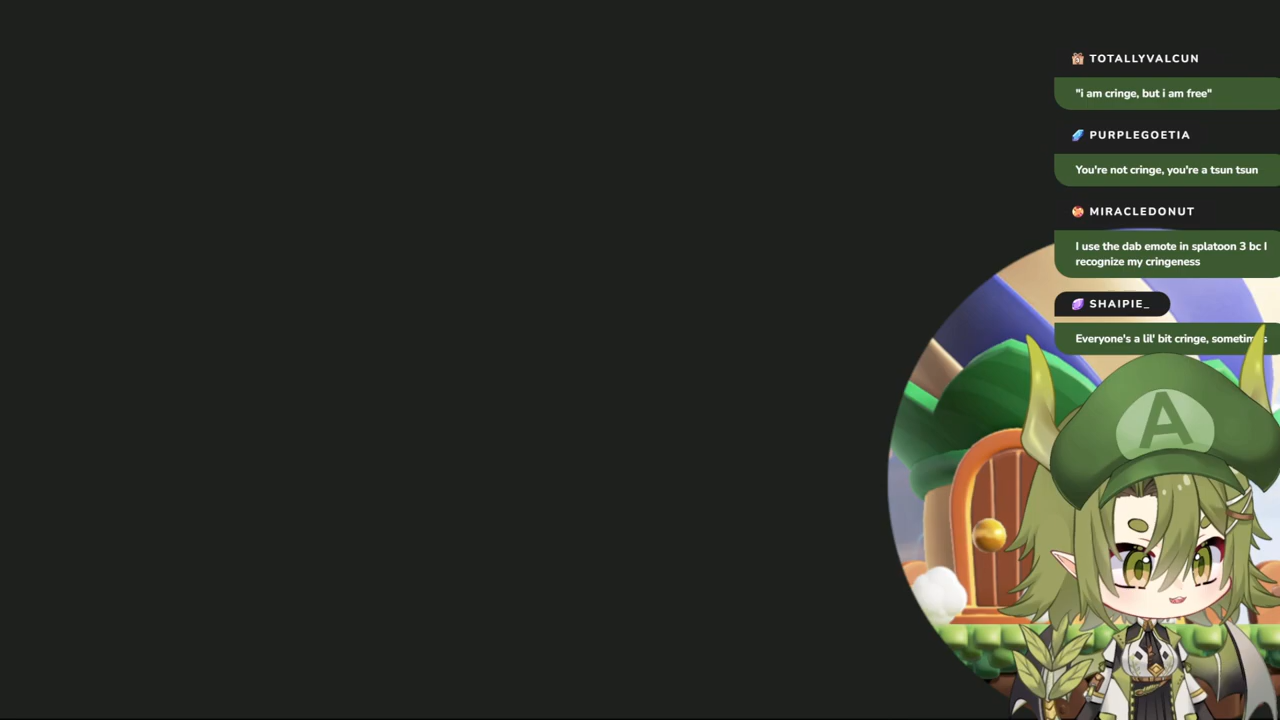 TOTALLYVALCUN
"i am cringe, but i am free"
PURPLEGOETIA
You're not cringe, you're a tsun tsun
MIRACLEDONUT
I use the dab emote in splatoon 3 bc I
recognize my cringeness
SHAIPIE_
Everyone's a lil' bit cringe, sometimes
A